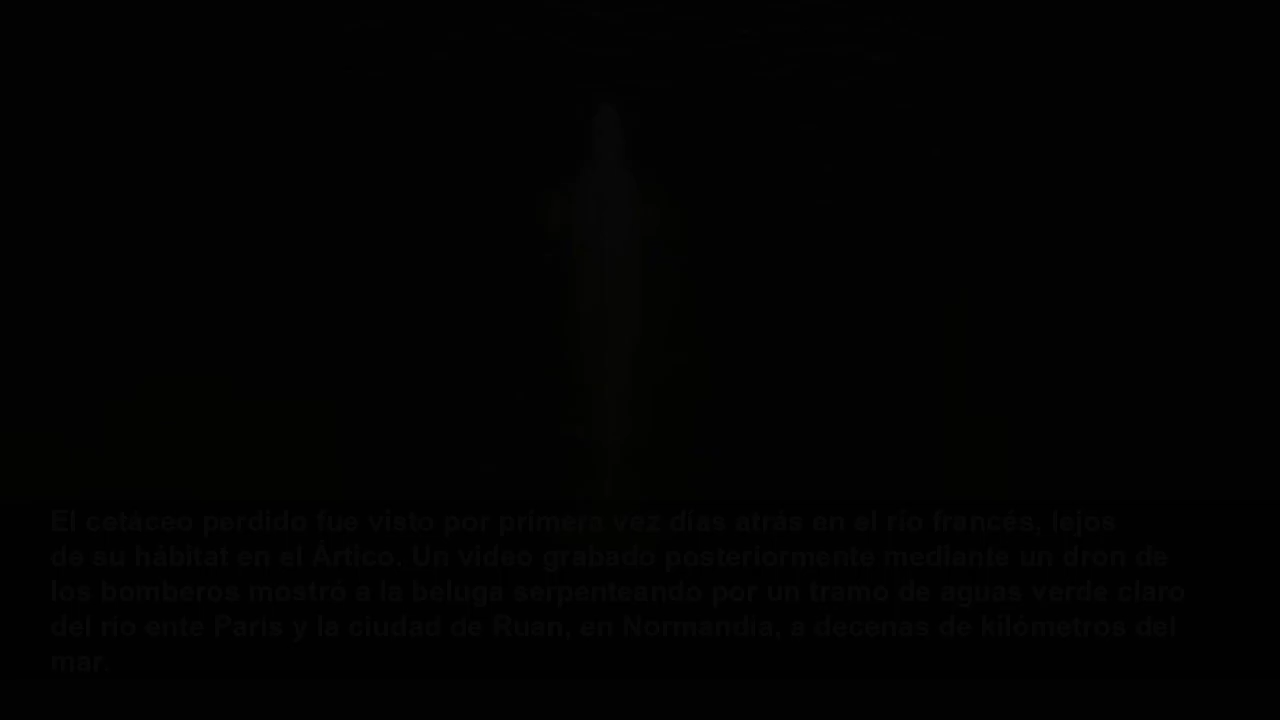 El cetáceo perdido fue visto por primera vez días atrás en el río francés, lejos
de su hábitat en el Ártico. Un video grabado posteriormente mediante un dron de
los bomberos mostró a la beluga serpenteando por un tramo de aguas verde claro
del río ente París y la ciudad de Ruan, en Normandía, a decenas de kilómetros del
mar.